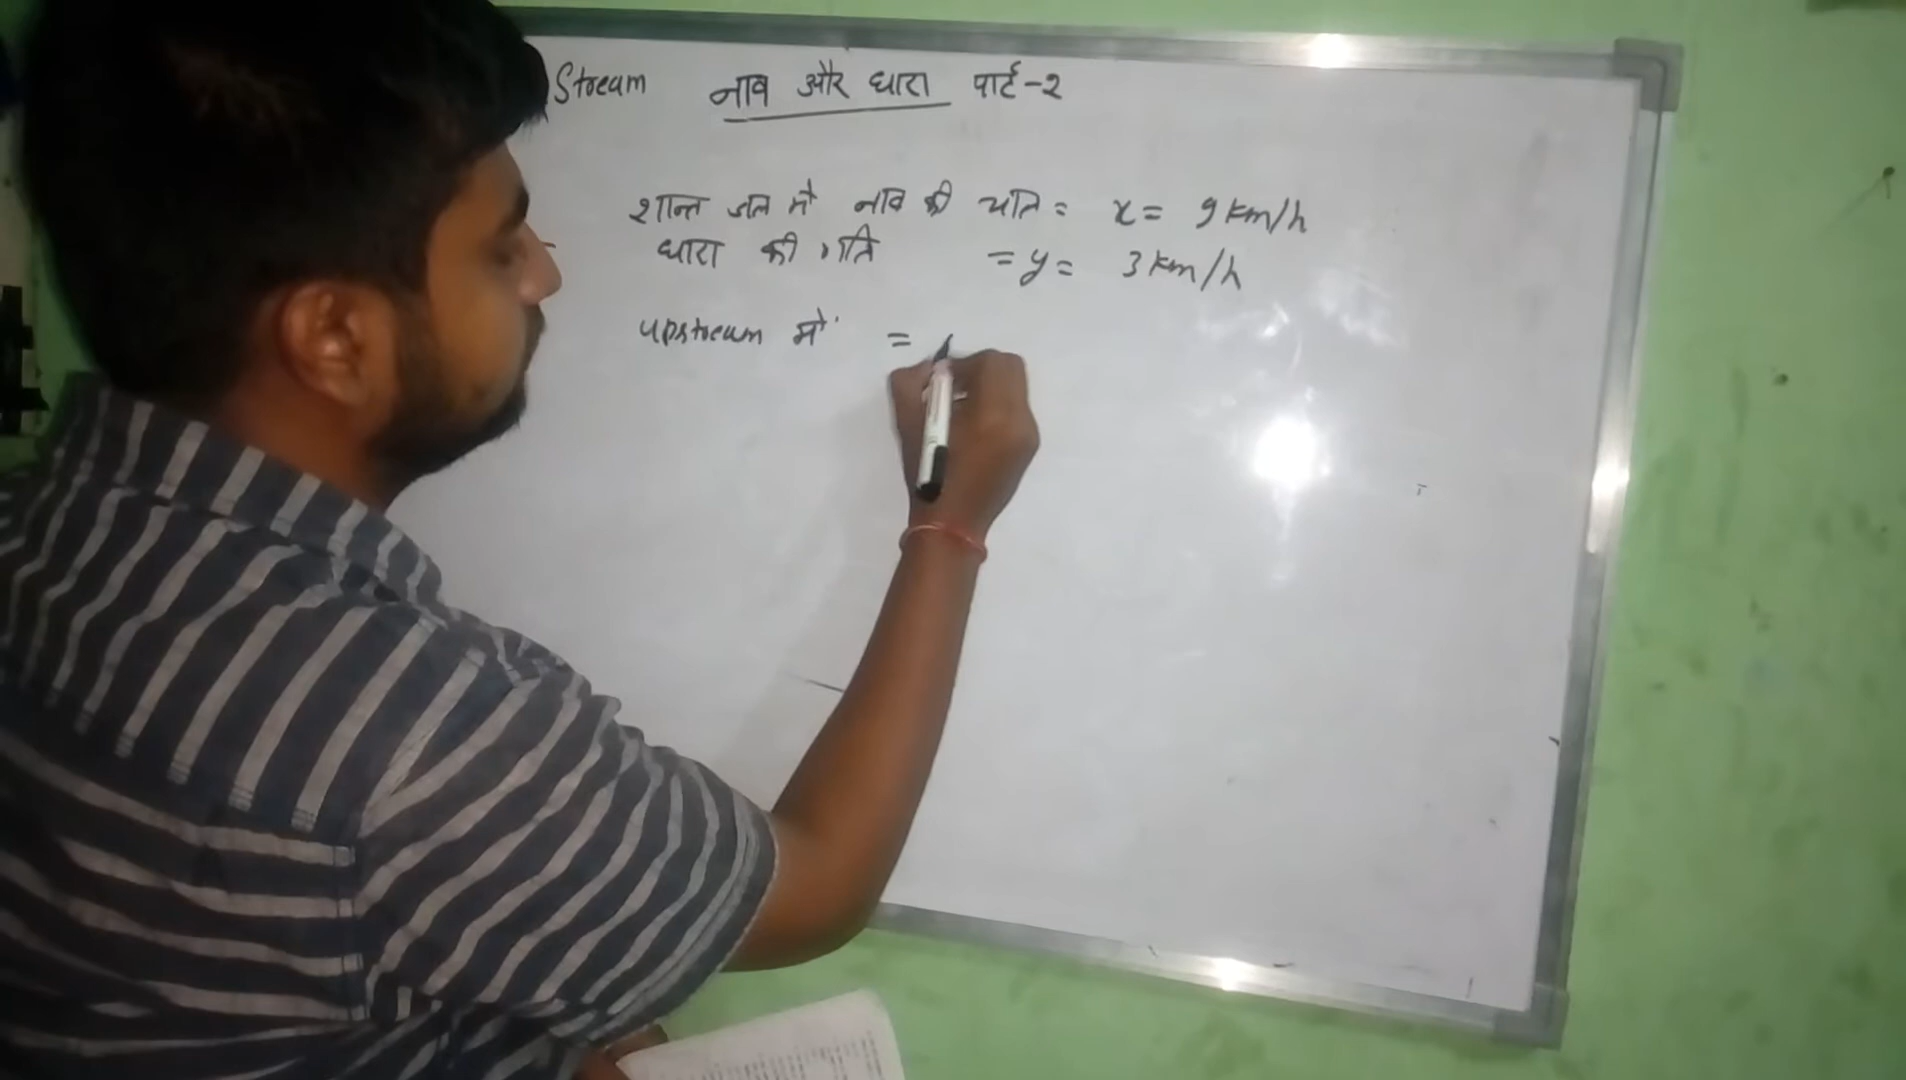 Stream नाव और धारा पार्ट-२
शान्त जल मे नाव की गति = x = 9 km/h
धारा की गति = y = 3 km/h
upstream में =